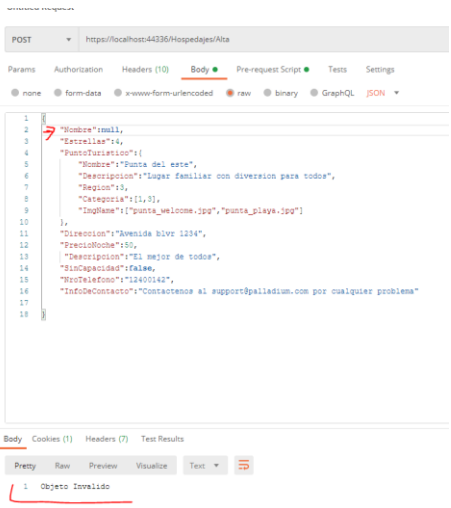 Untitled Request
POST https://localhost:44336/Hospedajes/Alta
Params Authorization Headers (10) Body Pre-request Script Tests Settings
none form-data x-www-form-urlencoded raw binary GraphQL JSON
1 {
2 "Nombre":null,
3 "Estrellas":4,
4 "PuntoTuristico":{
5 "Nombre":"Punta del este",
6 "Descripcion":"Lugar familiar con diversion para todos",
7 "Region":3,
8 "Categoria":[1,3],
9 "ImgName":["punta_welcome.jpg","punta_playa.jpg"]
10 },
11 "Direccion":"Avenida blvr 1234",
12 "PrecioNoche":50,
13 "Descripcion":"El mejor de todos",
14 "SinCapacidad":false,
15 "NroTelefono":"12400142",
16 "InfoDeContacto":"Contactenos al support@palladium.com por cualquier problema"
17
18 }
Body Cookies (1) Headers (7) Test Results
Pretty Raw Preview Visualize Text
1 Objeto Invalido